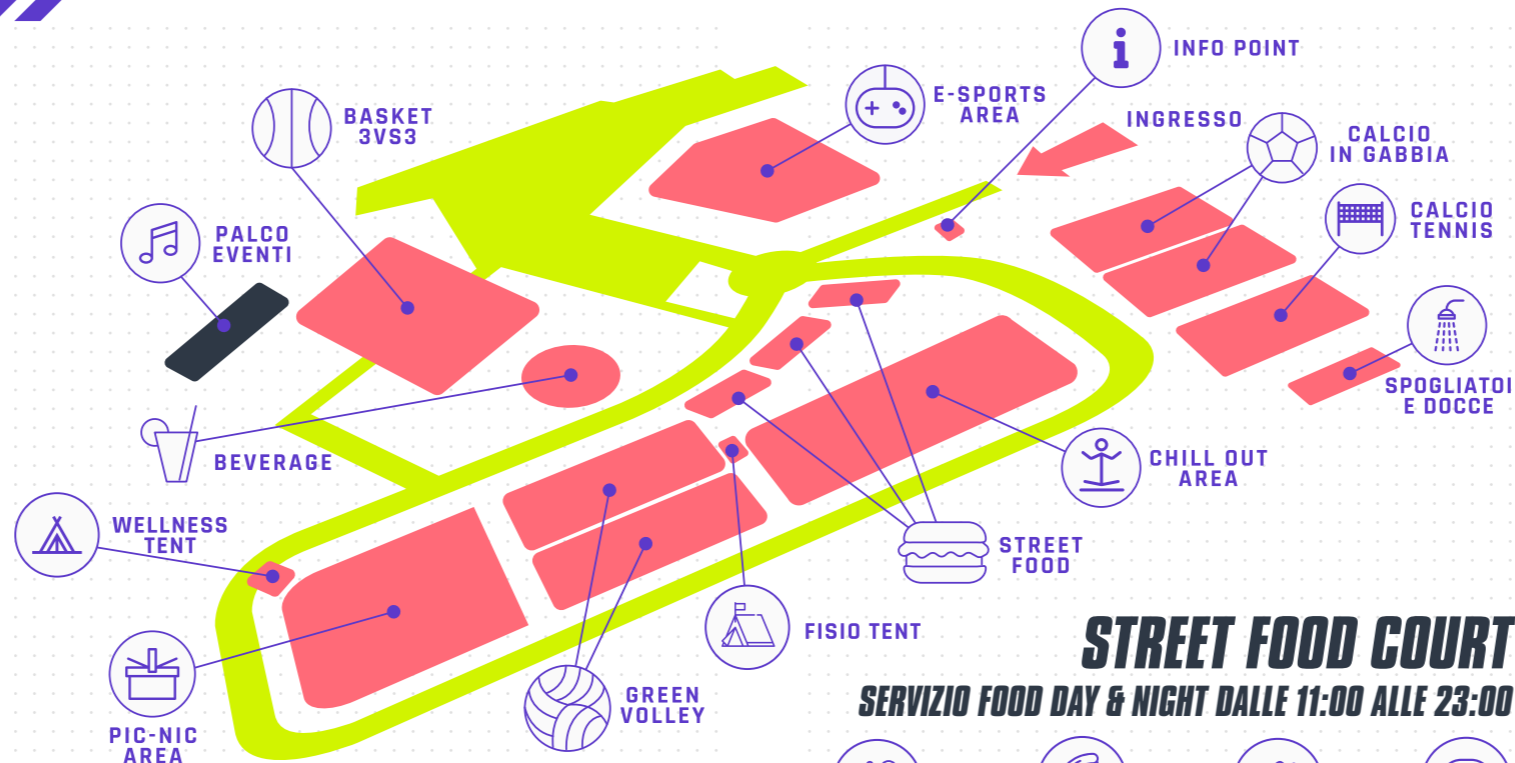 INFO POINT
E-SPORTS
AREA
BASKET
3VS3
INGRESSO
CALCIO
IN GABBIA
CALCIO
TENNIS
PALCO
EVENTI
SPOGLIATOI
E DOCCE
BEVERAGE
CHILL OUT
AREA
WELLNESS
TENT
STREET
FOOD
FISIO TENT
GREEN
VOLLEY
PIC-NIC
AREA
STREET FOOD COURT
SERVIZIO FOOD DAY & NIGHT DALLE 11:00 ALLE 23:00